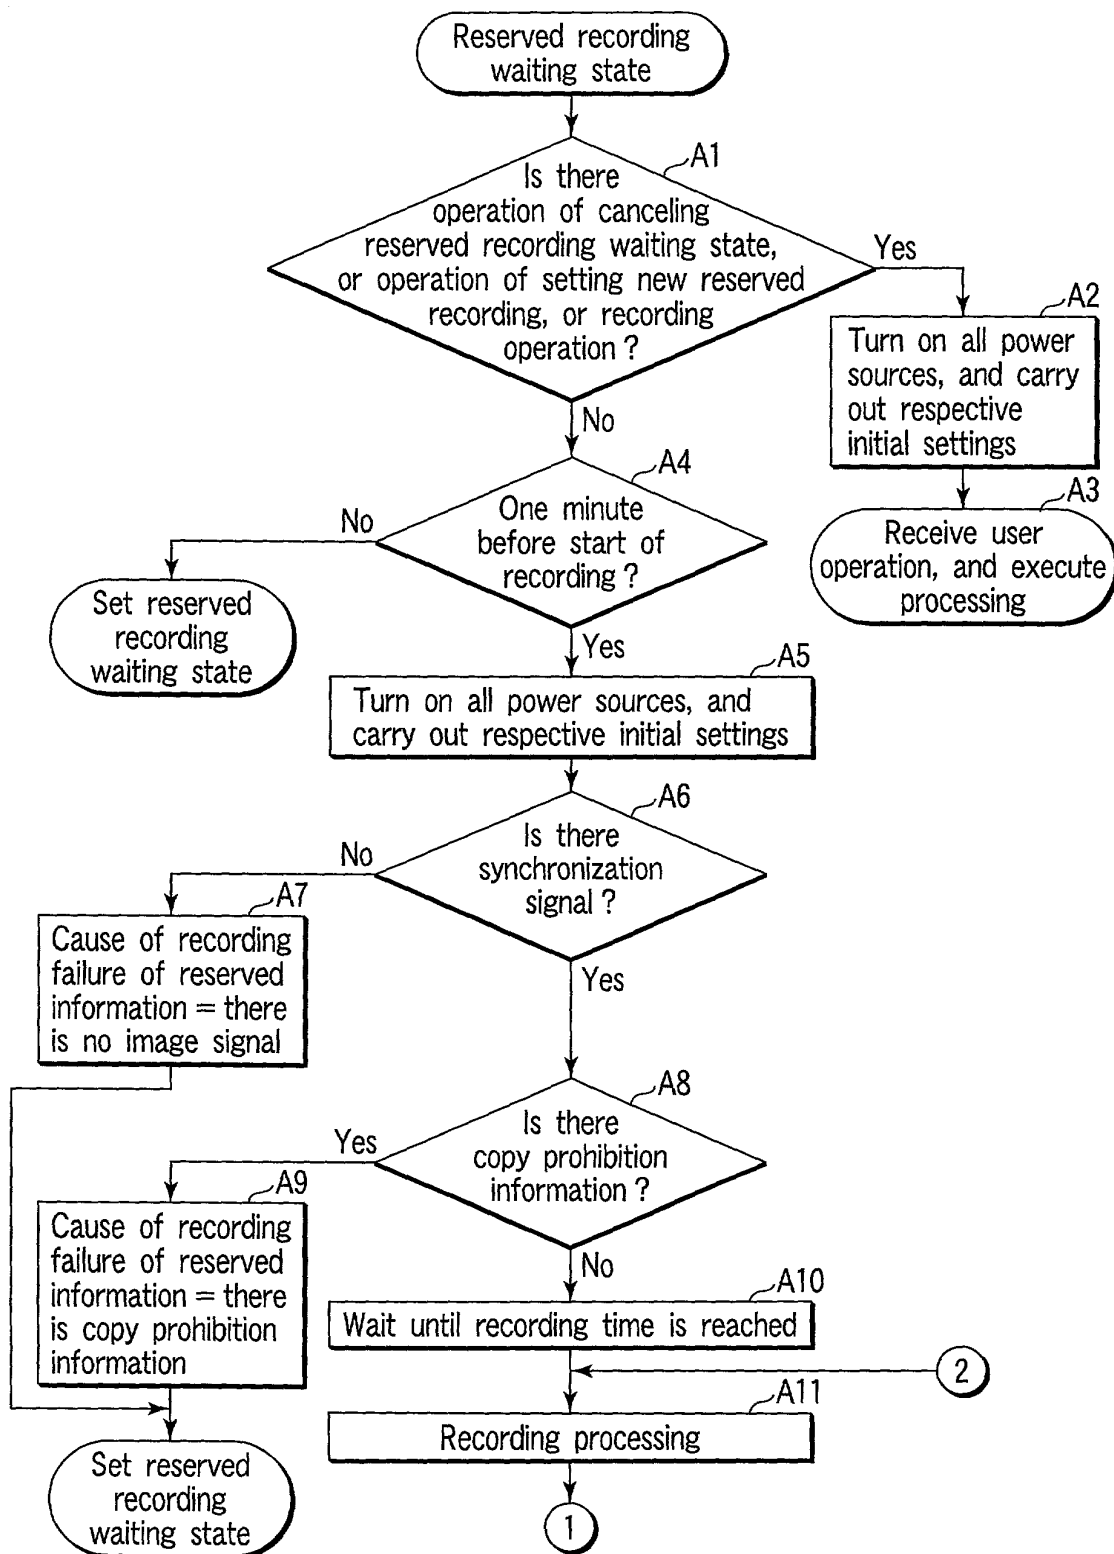 Reserved recording
waiting state
A1
Is there
operation of canceling
reserved recording waiting state,
or operation of setting new reserved
recording, or recording
operation ?
Yes
A2
Turn on all power
sources, and carry
out respective
initial settings
No
A4
A3
One minute
before start of
recording ?
No
Receive user
operation, and execute
processing
Set reserved
recording
waiting state
Yes
A5
Turn on all power sources, and
carry out respective initial settings
A6
Is there
synchronization
signal ?
No
A7
Cause of recording
failure of reserved
information = there
is no image signal
Yes
A8
Is there
copy prohibition
information ?
Yes
A9
Cause of recording
failure of reserved
information = there
is copy prohibition
information
No
A10
Wait until recording time is reached
2
A11
Recording processing
Set reserved
recording
waiting state
1